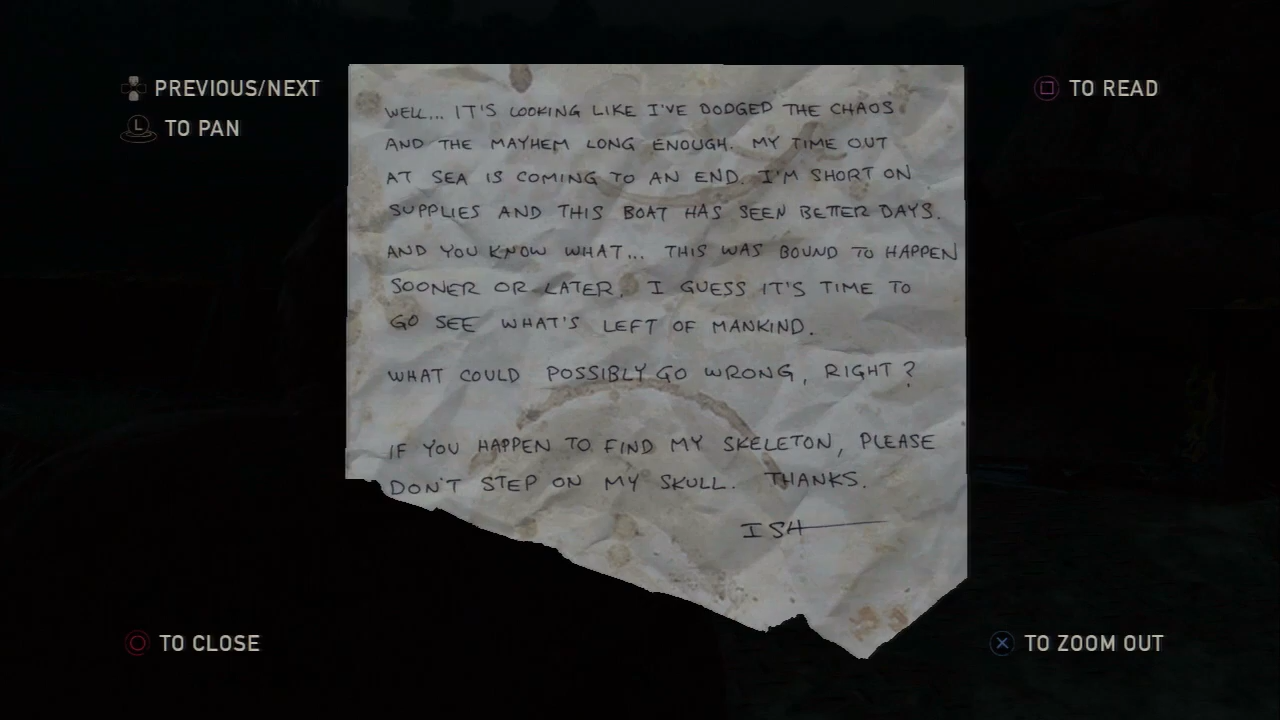 PREVIOUS/NEXT
L TO PAN
TO READ
WELL... IT'S LOOKING LIKE I'VE DODGED THE CHAOS
AND THE MAYHEM LONG ENOUGH. MY TIME OUT
AT SEA IS COMING TO AN END. I'M SHORT ON
SUPPLIES AND THIS BOAT HAS SEEN BETTER DAYS.
AND YOU KNOW WHAT... THIS WAS BOUND TO HAPPEN
SOONER OR LATER. I GUESS IT'S TIME TO
GO SEE WHAT'S LEFT OF MANKIND.
WHAT COULD POSSIBLY GO WRONG, RIGHT?
IF YOU HAPPEN TO FIND MY SKELETON, PLEASE
DON'T STEP ON MY SKULL. THANKS.
ISH
TO CLOSE
TO ZOOM OUT